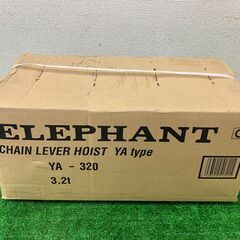 ELEPHANT
CHAIN LEVER HOIST YA type
YA - 320
3.2t